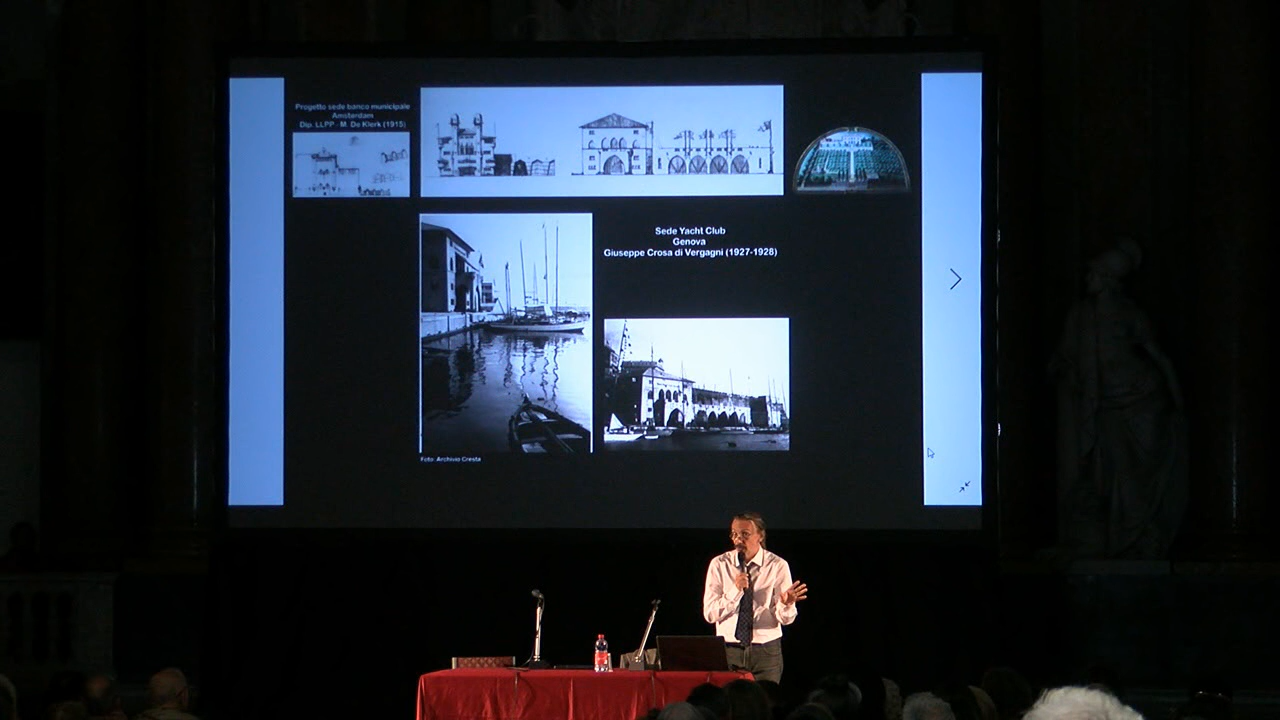 Progetto sede banco municipale
Amsterdam
Dip. LLPP - M. De Klerk (1915)
Sede Yacht Club
Genova
Giuseppe Crosa di Vergagni (1927-1928)
Foto: Archivio Cresta